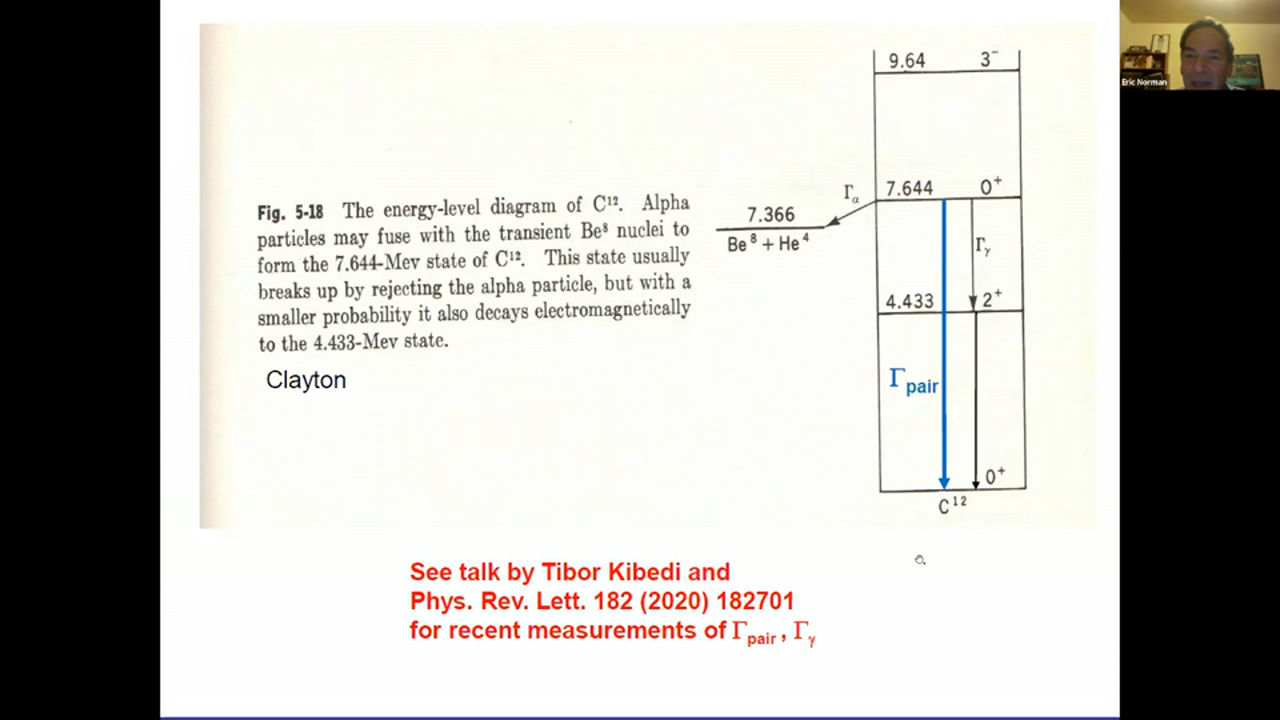 Fig. 5-18 The energy-level diagram of C¹². Alpha
particles may fuse with the transient Be⁸ nuclei to
form the 7.644-Mev state of C¹². This state usually
breaks up by rejecting the alpha particle, but with a
smaller probability it also decays electromagnetically
to the 4.433-Mev state.
Clayton
9.64 3⁻
7.644 0⁺
Γα
7.366
Be⁸ + He⁴
Γγ
4.433 2⁺
Γpair
0⁺
C¹²
See talk by Tibor Kibedi and
Phys. Rev. Lett. 182 (2020) 182701
for recent measurements of Γpair , Γγ
Eric Norman